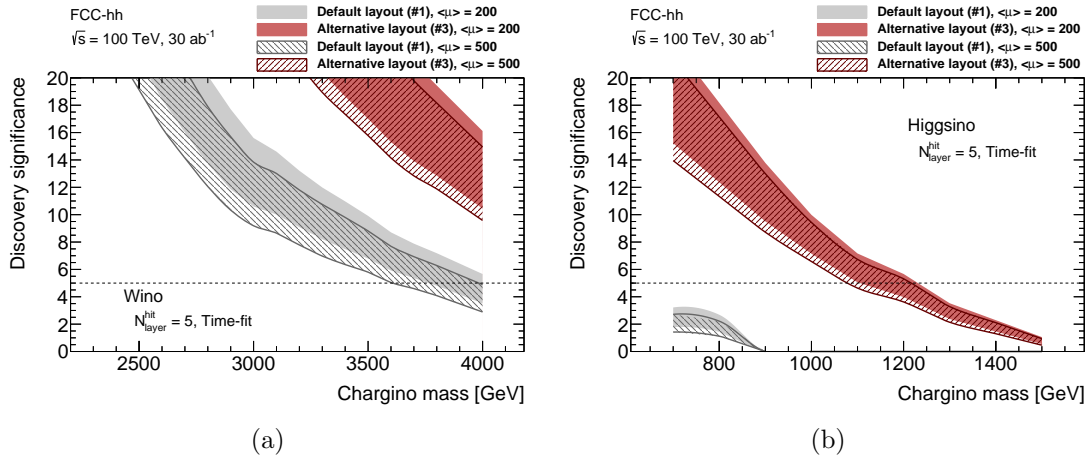 FCC-hh
√s = 100 TeV, 30 ab⁻¹
Default layout (#1), <μ> = 200
Alternative layout (#3), <μ> = 200
Default layout (#1), <μ> = 500
Alternative layout (#3), <μ> = 500
Discovery significance
20
18
16
14
12
10
8
6
4
2
0
Wino
N^hit_layer = 5, Time-fit
2500 3000 3500 4000
Chargino mass [GeV]
(a)
FCC-hh
√s = 100 TeV, 30 ab⁻¹
Default layout (#1), <μ> = 200
Alternative layout (#3), <μ> = 200
Default layout (#1), <μ> = 500
Alternative layout (#3), <μ> = 500
Discovery significance
20
18
16
14
12
10
8
6
4
2
0
Higgsino
N^hit_layer = 5, Time-fit
800 1000 1200 1400
Chargino mass [GeV]
(b)